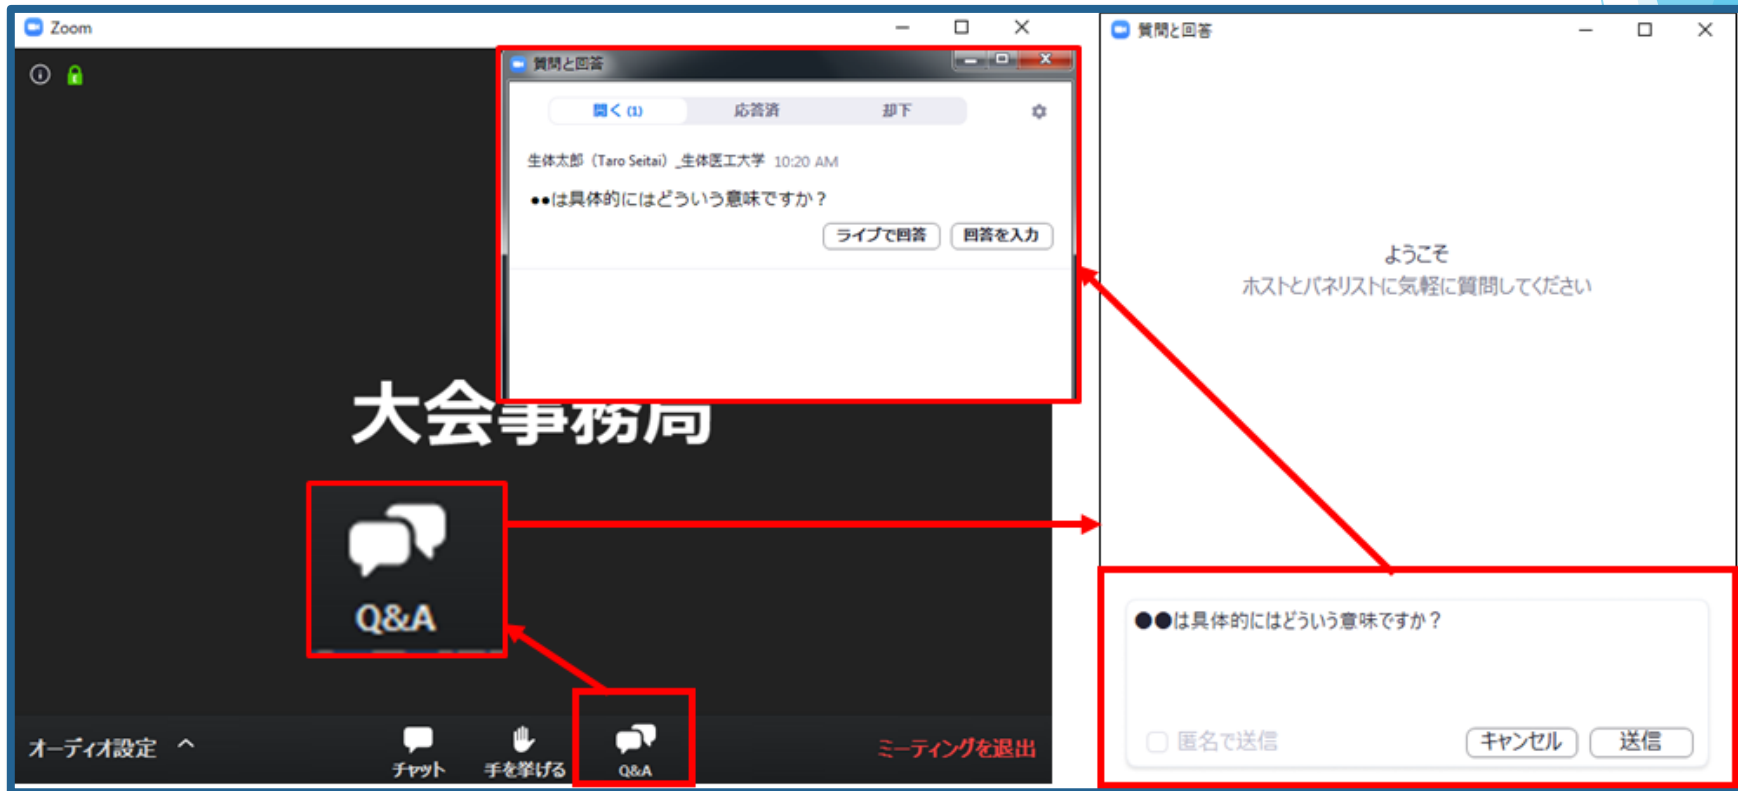 Zoom
質問と回答
開く (1)
応答済
却下
生体太郎（Taro Seitai）_生体医工大学 10:20 AM
●●は具体的にはどういう意味ですか？
ライブで回答
回答を入力
大会事務局
Q&A
オーディオ設定
チャット
手を挙げる
Q&A
ミーティングを退出
質問と回答
ようこそ
ホストとパネリストに気軽に質問してください
●●は具体的にはどういう意味ですか？
匿名で送信
キャンセル
送信